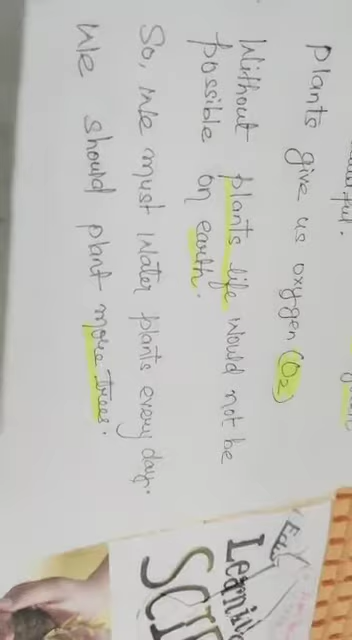 Plants give us oxygen (O₂)
Without plants life would not be
possible on earth.
So, we must water plants every day.
We should plant more trees.
Learning